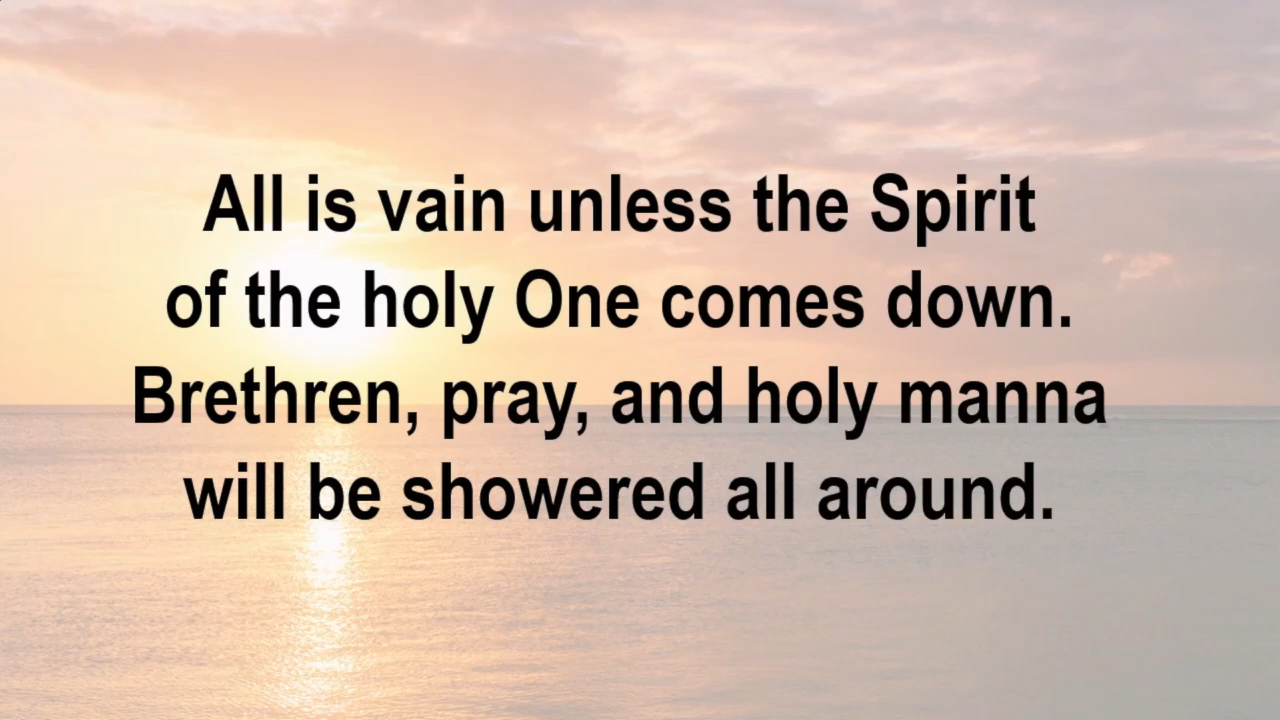 All is vain unless the Spirit
of the holy One comes down.
Brethren, pray, and holy manna
will be showered all around.